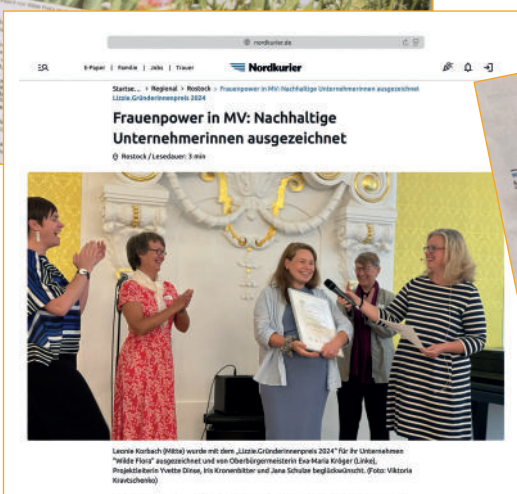 nordkurier.de
E-Paper | Familie | Jobs | Trauer
Nordkurier
Startse... > Regional > Rostock > Frauenpower in MV: Nachhaltige Unternehmerinnen ausgezeichnet
Lizzie.Gründerinnenpreis 2024
Frauenpower in MV: Nachhaltige
Unternehmerinnen ausgezeichnet
Rostock / Lesedauer: 3 min
Leonie Korbach (Mitte) wurde mit dem „Lizzie.Gründerinnenpreis 2024" für ihr Unternehmen
"Wilde Flora" ausgezeichnet und von Oberbürgermeisterin Eva-Maria Kröger (Linke),
Projektleiterin Yvette Dinse, Iris Kronenbitter und Jana Schulze beglückwünscht. (Foto: Viktoria
Kravtschenko)